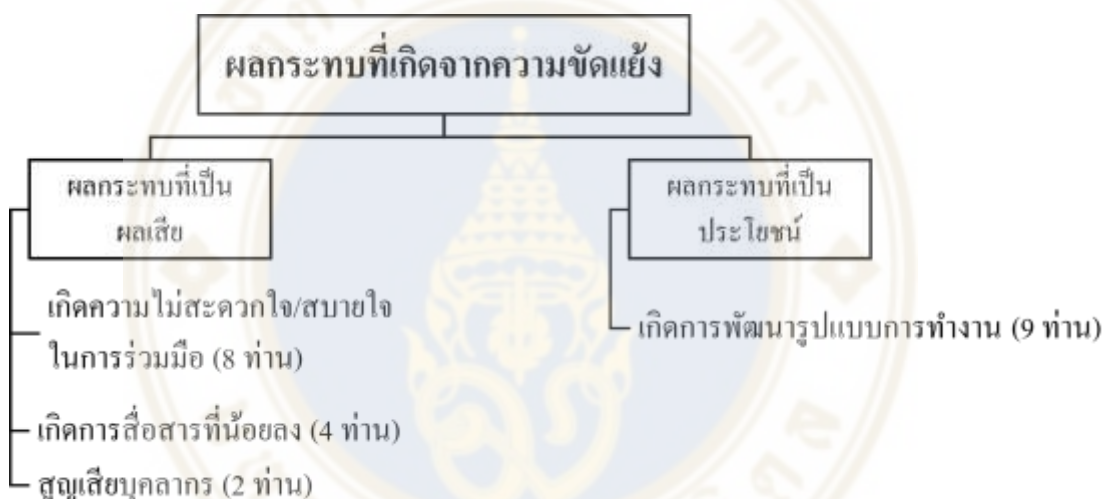 ผลกระทบที่เกิดจากความขัดแย้ง
ผลกระทบที่เป็น
ผลเสีย
ผลกระทบที่เป็น
ประโยชน์
เกิดความไม่สะดวกใจ/สบายใจ
ในการร่วมมือ (8 ท่าน)
เกิดการพัฒนารูปแบบการทำงาน (9 ท่าน)
เกิดการสื่อสารที่น้อยลง (4 ท่าน)
สูญเสียบุคลากร (2 ท่าน)